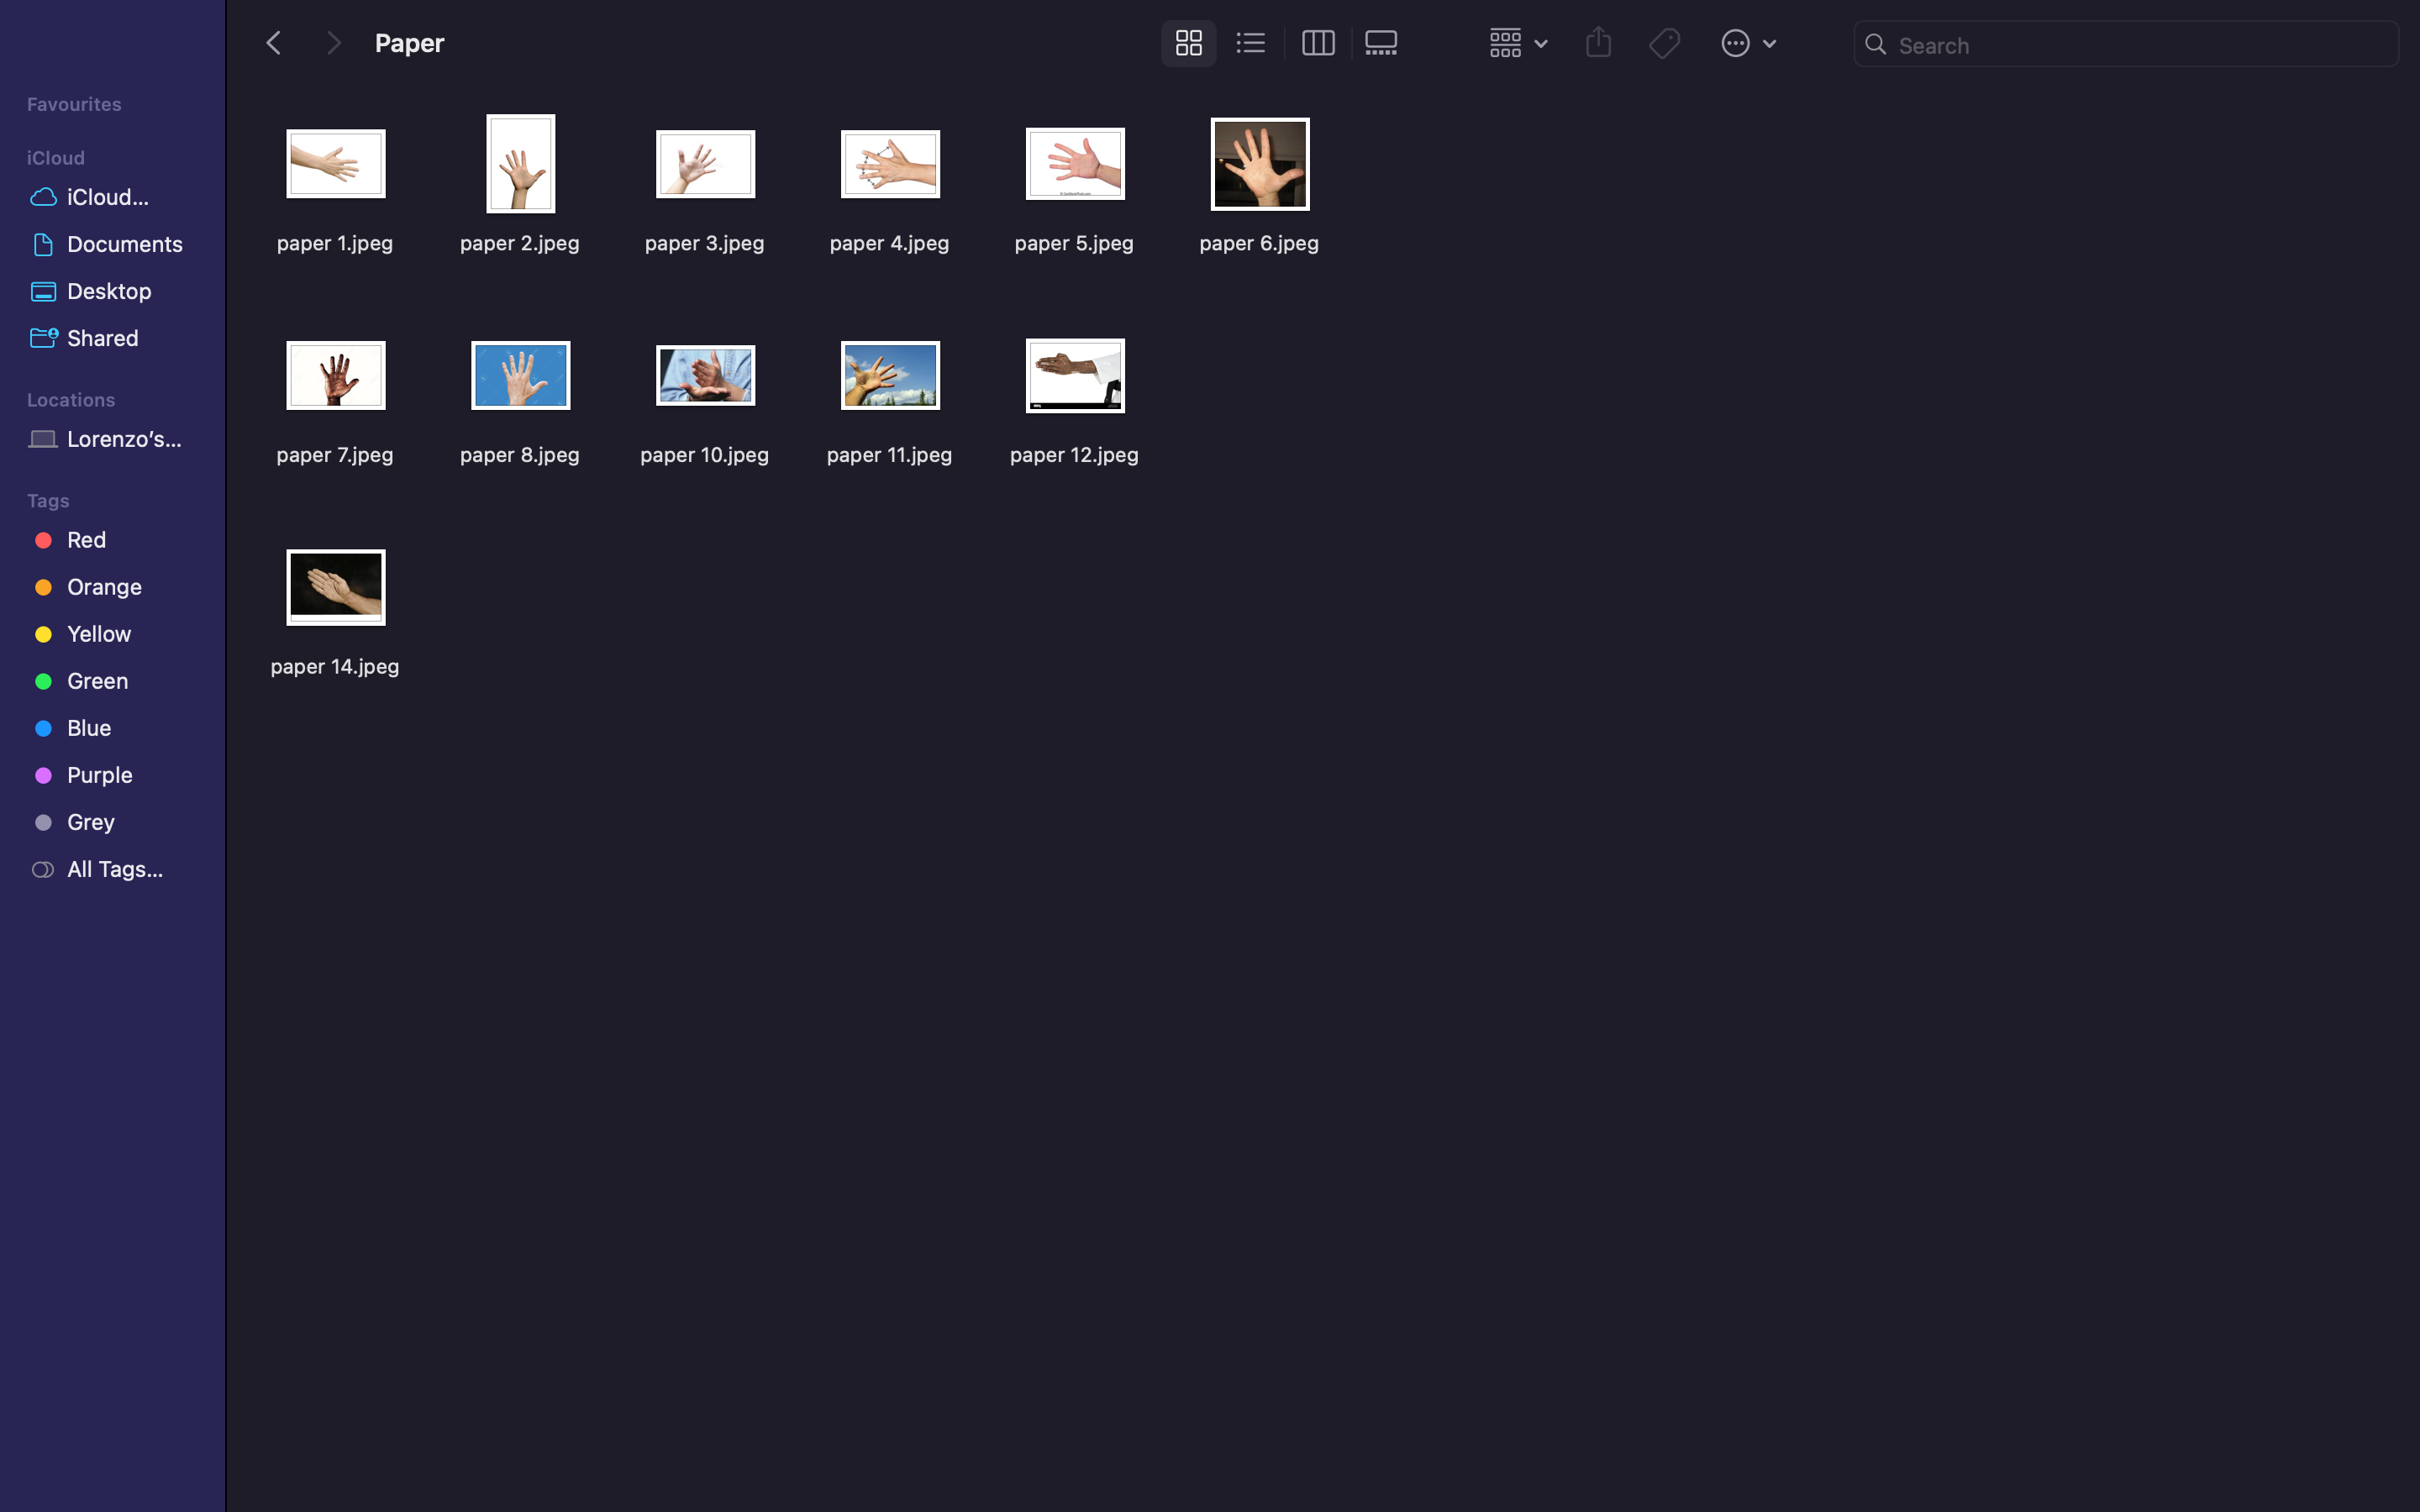 Paper
Search
Favourites
iCloud
iCloud...
Documents
Desktop
Shared
Locations
Lorenzo's...
Tags
Red
Orange
Yellow
Green
Blue
Purple
Grey
All Tags...
paper 1.jpeg
paper 2.jpeg
paper 3.jpeg
paper 4.jpeg
paper 5.jpeg
paper 6.jpeg
paper 7.jpeg
paper 8.jpeg
paper 10.jpeg
paper 11.jpeg
paper 12.jpeg
paper 14.jpeg